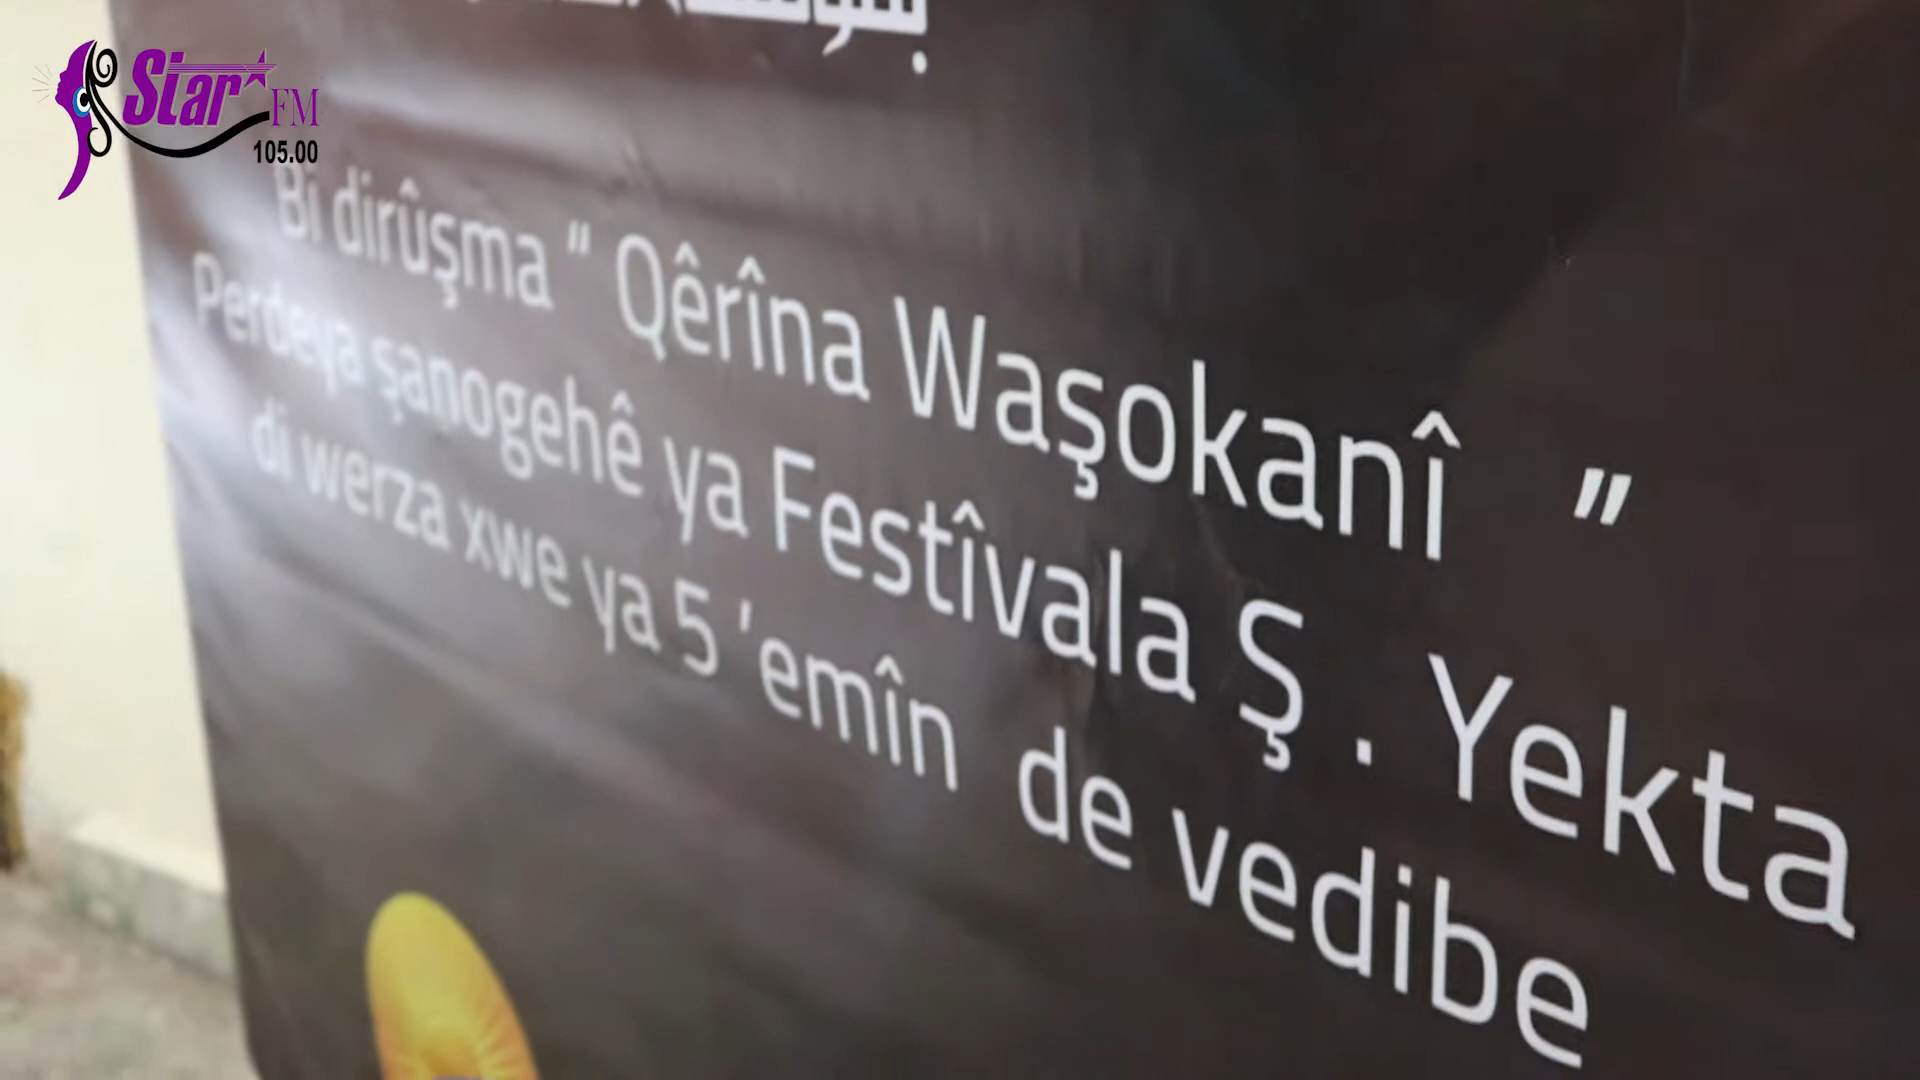 Star FM
105.00
Bi dirûşma " Qêrîna Waşokanî "
Perdeya şanogehê ya Festîvala Ş . Yekta
di werza xwe ya 5 'emîn de vedibe